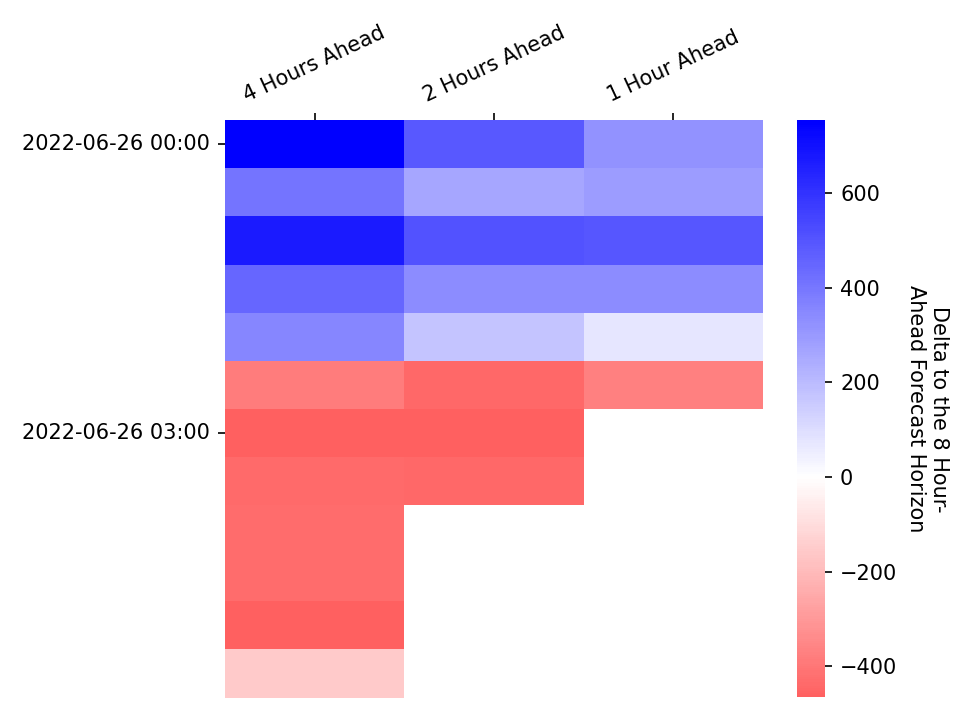 4 Hours Ahead
2 Hours Ahead
1 Hour Ahead
2022-06-26 00:00
2022-06-26 03:00
600
400
200
0
−200
−400
Delta to the 8 Hour-
Ahead Forecast Horizon